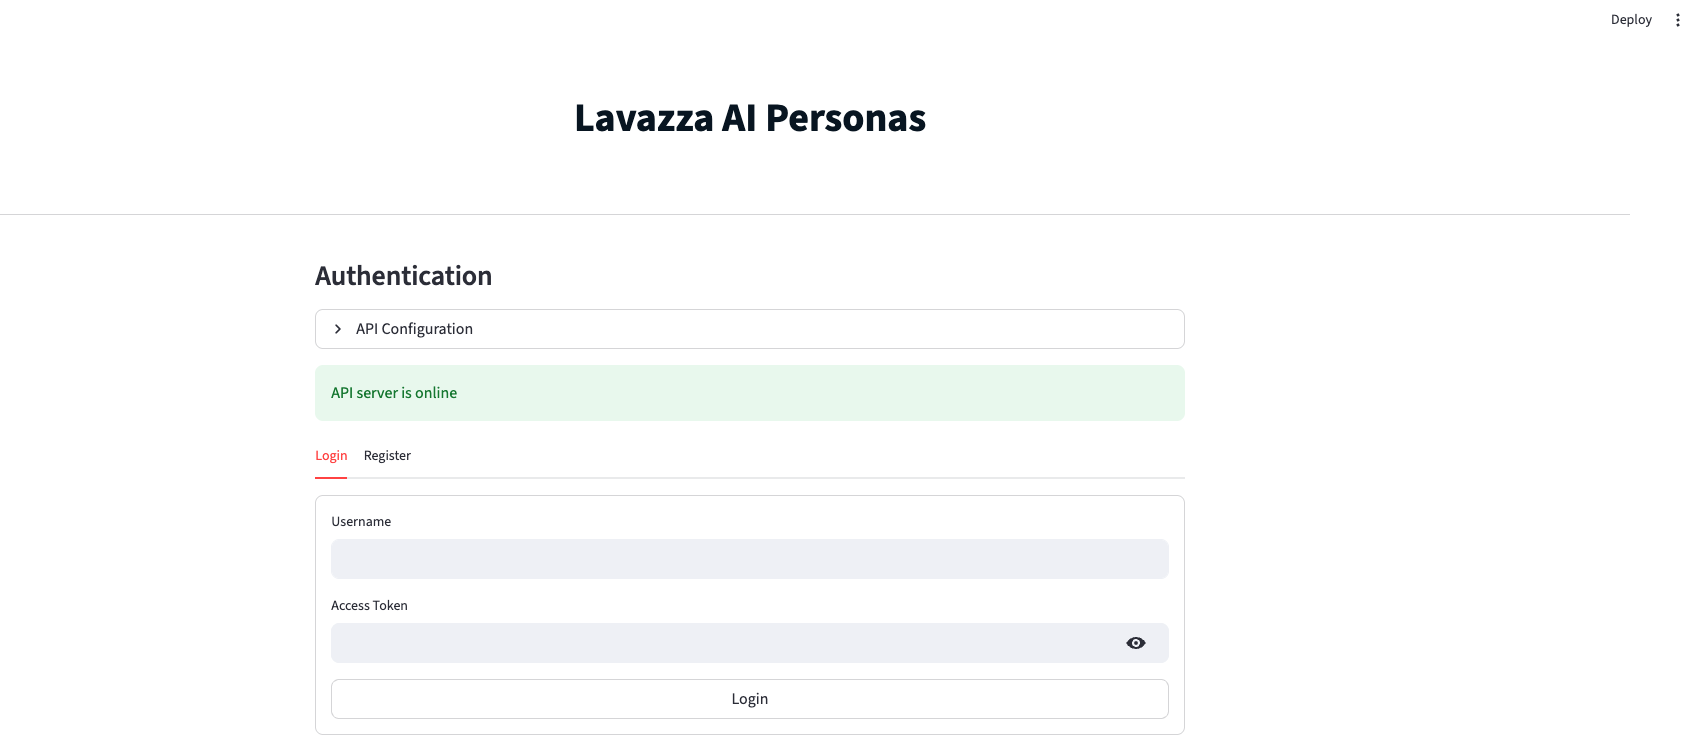 Deploy
Lavazza AI Personas
Authentication
API Configuration
API server is online
Login Register
Username
Access Token
Login